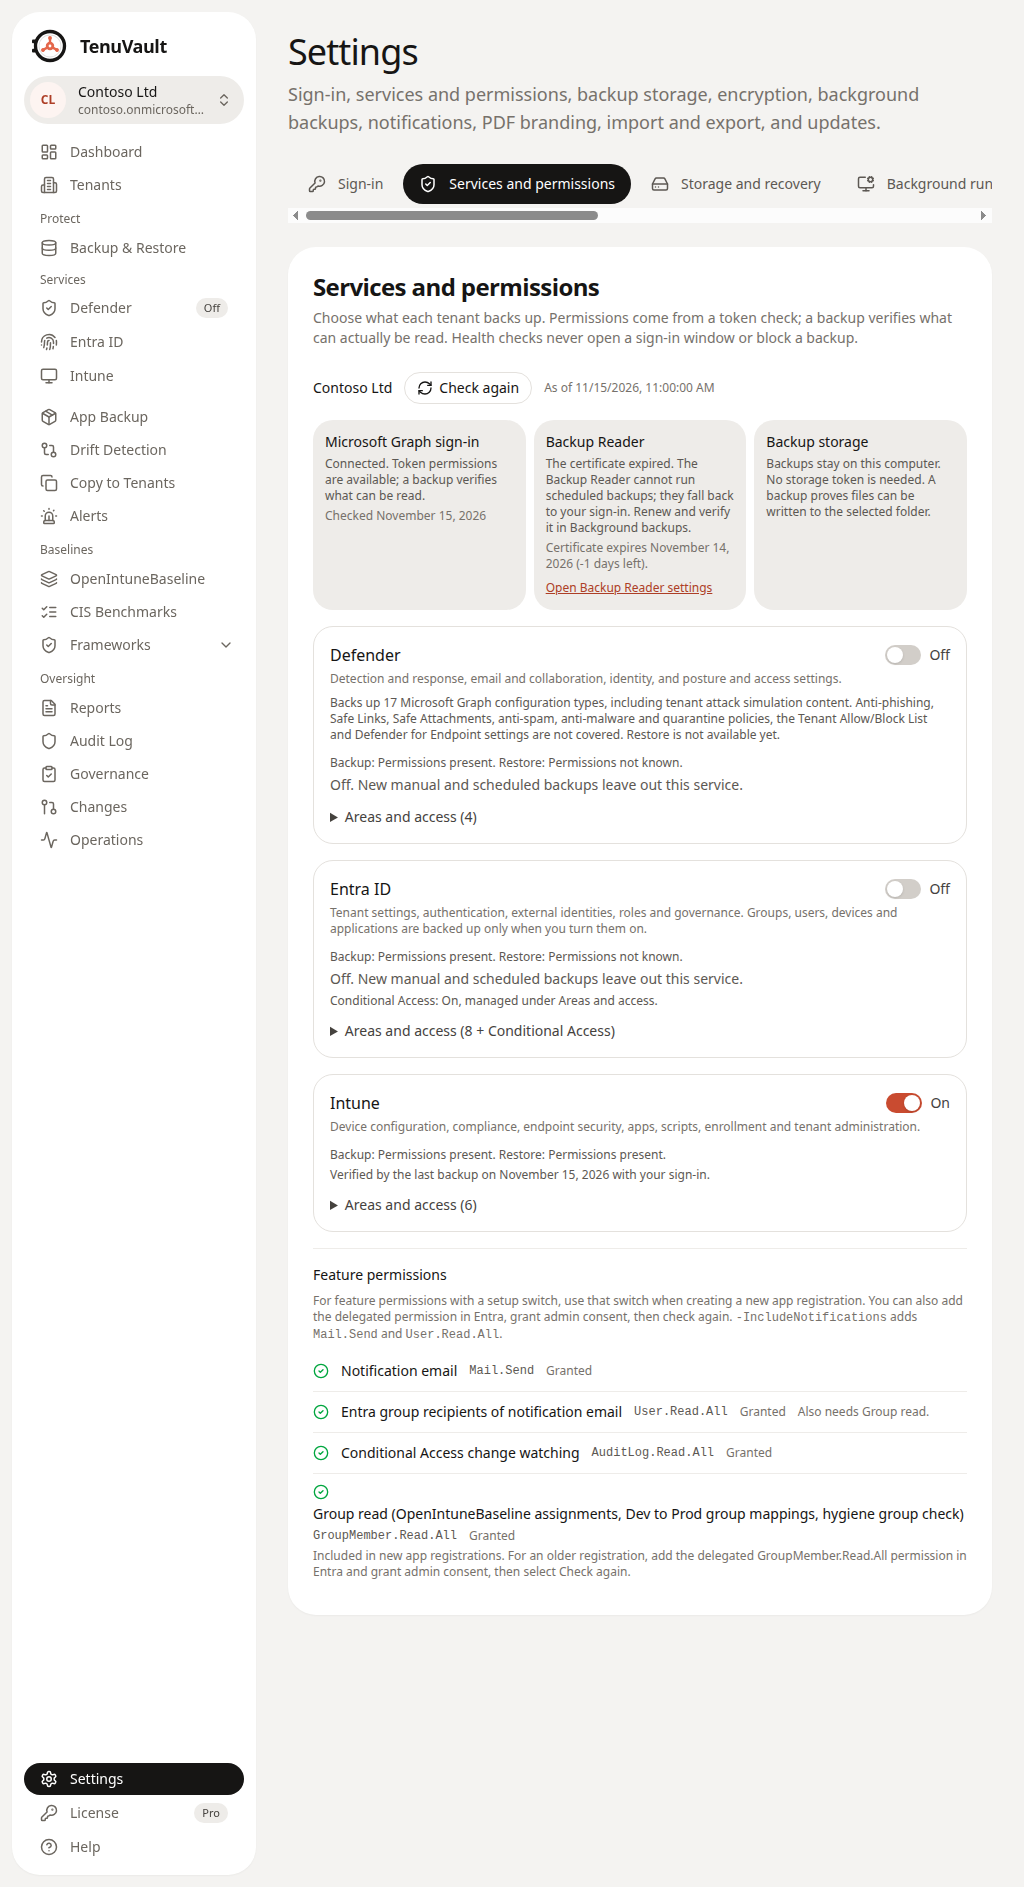 TenuVault
CL
Contoso Ltd
contoso.onmicrosoft...
Dashboard
Tenants
Protect
Backup & Restore
Services
Defender
Off
Entra ID
Intune
App Backup
Drift Detection
Copy to Tenants
Alerts
Baselines
OpenIntuneBaseline
CIS Benchmarks
Frameworks
Oversight
Reports
Audit Log
Governance
Changes
Operations
Settings
License
Pro
Help
Settings
Sign-in, services and permissions, backup storage, encryption, background
backups, notifications, PDF branding, import and export, and updates.
Sign-in
Services and permissions
Storage and recovery
Background run
Services and permissions
Choose what each tenant backs up. Permissions come from a token check; a backup verifies what
can actually be read. Health checks never open a sign-in window or block a backup.
Contoso Ltd
Check again
As of 11/15/2026, 11:00:00 AM
Microsoft Graph sign-in
Connected. Token permissions
are available; a backup verifies
what can be read.
Checked November 15, 2026
Backup Reader
The certificate expired. The
Backup Reader cannot run
scheduled backups; they fall back
to your sign-in. Renew and verify
it in Background backups.
Certificate expires November 14,
2026 (-1 days left).
Open Backup Reader settings
Backup storage
Backups stay on this computer.
No storage token is needed. A
backup proves files can be
written to the selected folder.
Defender
Off
Detection and response, email and collaboration, identity, and posture and access settings.
Backs up 17 Microsoft Graph configuration types, including tenant attack simulation content. Anti-phishing,
Safe Links, Safe Attachments, anti-spam, anti-malware and quarantine policies, the Tenant Allow/Block List
and Defender for Endpoint settings are not covered. Restore is not available yet.
Backup: Permissions present. Restore: Permissions not known.
Off. New manual and scheduled backups leave out this service.
Areas and access (4)
Entra ID
Off
Tenant settings, authentication, external identities, roles and governance. Groups, users, devices and
applications are backed up only when you turn them on.
Backup: Permissions present. Restore: Permissions not known.
Off. New manual and scheduled backups leave out this service.
Conditional Access: On, managed under Areas and access.
Areas and access (8 + Conditional Access)
Intune
On
Device configuration, compliance, endpoint security, apps, scripts, enrollment and tenant administration.
Backup: Permissions present. Restore: Permissions present.
Verified by the last backup on November 15, 2026 with your sign-in.
Areas and access (6)
Feature permissions
For feature permissions with a setup switch, use that switch when creating a new app registration. You can also add
the delegated permission in Entra, grant admin consent, then check again. -IncludeNotifications adds
Mail.Send and User.Read.All.
Notification email Mail.Send Granted
Entra group recipients of notification email User.Read.All Granted Also needs Group read.
Conditional Access change watching AuditLog.Read.All Granted
Group read (OpenIntuneBaseline assignments, Dev to Prod group mappings, hygiene group check)
GroupMember.Read.All Granted
Included in new app registrations. For an older registration, add the delegated GroupMember.Read.All permission in
Entra and grant admin consent, then select Check again.